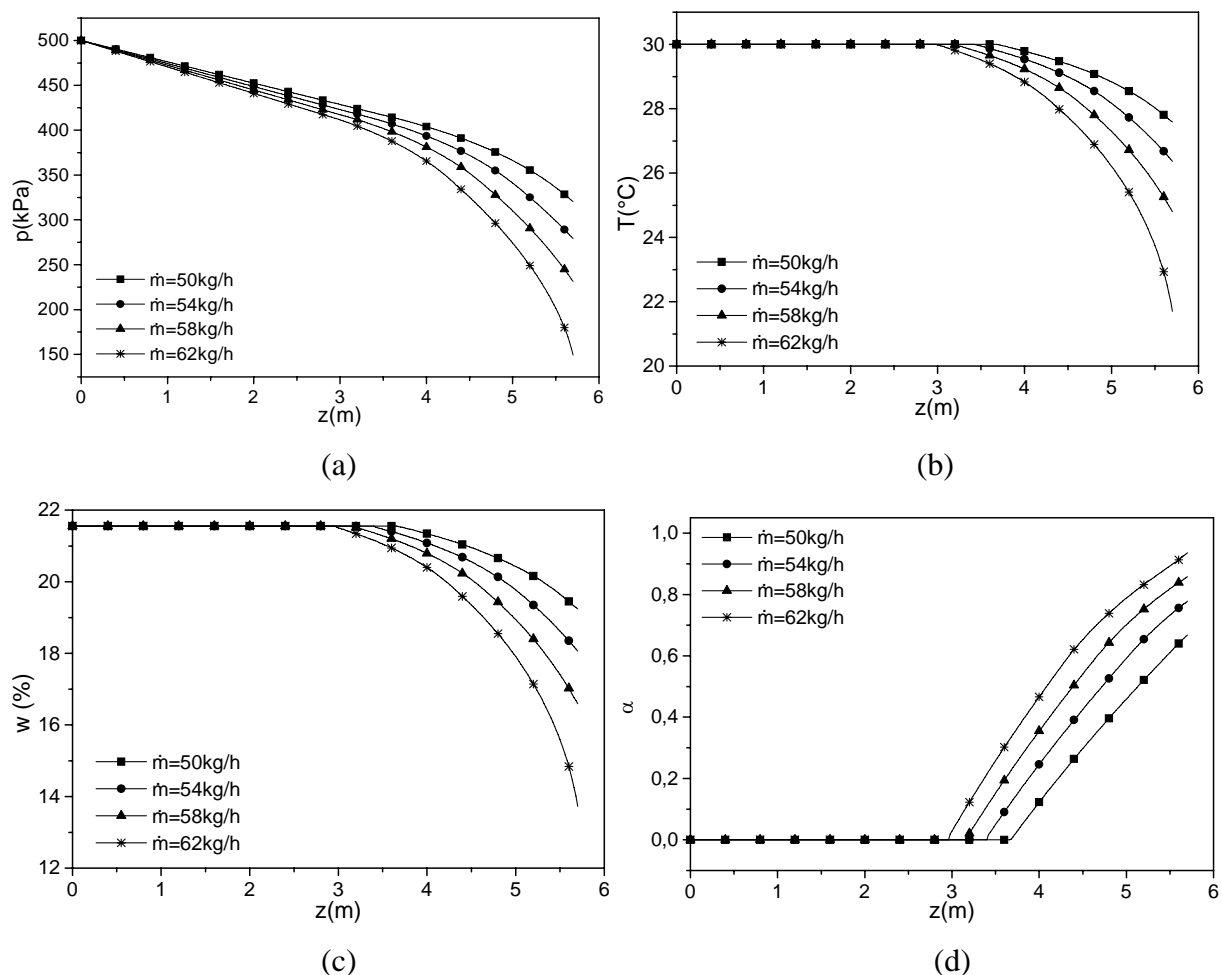 500
450
400
350
300
250
200
150
p(kPa)
ṁ=50kg/h
ṁ=54kg/h
ṁ=58kg/h
ṁ=62kg/h
0 1 2 3 4 5 6
z(m)
(a)
30
28
26
24
22
20
T(°C)
ṁ=50kg/h
ṁ=54kg/h
ṁ=58kg/h
ṁ=62kg/h
0 1 2 3 4 5 6
z(m)
(b)
22
20
18
16
14
12
w (%)
ṁ=50kg/h
ṁ=54kg/h
ṁ=58kg/h
ṁ=62kg/h
0 1 2 3 4 5 6
z(m)
(c)
1,0
0,8
0,6
0,4
0,2
0,0
α
ṁ=50kg/h
ṁ=54kg/h
ṁ=58kg/h
ṁ=62kg/h
0 1 2 3 4 5 6
z(m)
(d)